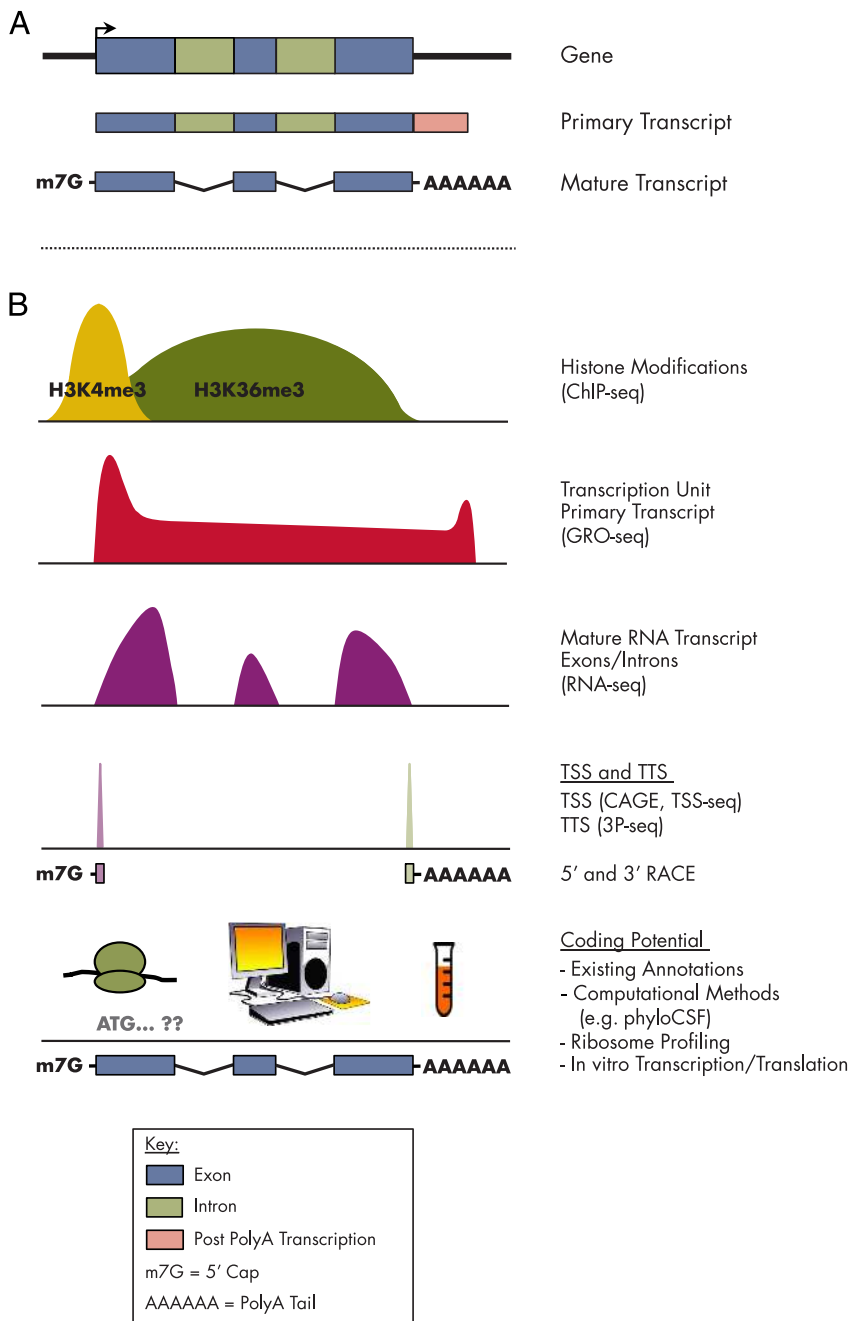 A
Gene
Primary Transcript
m7G
AAAAAA
Mature Transcript
B
H3K4me3
H3K36me3
Histone Modifications
(ChIP-seq)
Transcription Unit
Primary Transcript
(GRO-seq)
Mature RNA Transcript
Exons/Introns
(RNA-seq)
TSS and TTS
TSS (CAGE, TSS-seq)
TTS (3P-seq)
m7G
AAAAAA
5′ and 3′ RACE
ATG... ??
Coding Potential
- Existing Annotations
- Computational Methods
(e.g. phyloCSF)
- Ribosome Profiling
- In vitro Transcription/Translation
m7G
AAAAAA
Key:
Exon
Intron
Post PolyA Transcription
m7G = 5′ Cap
AAAAAA = PolyA Tail